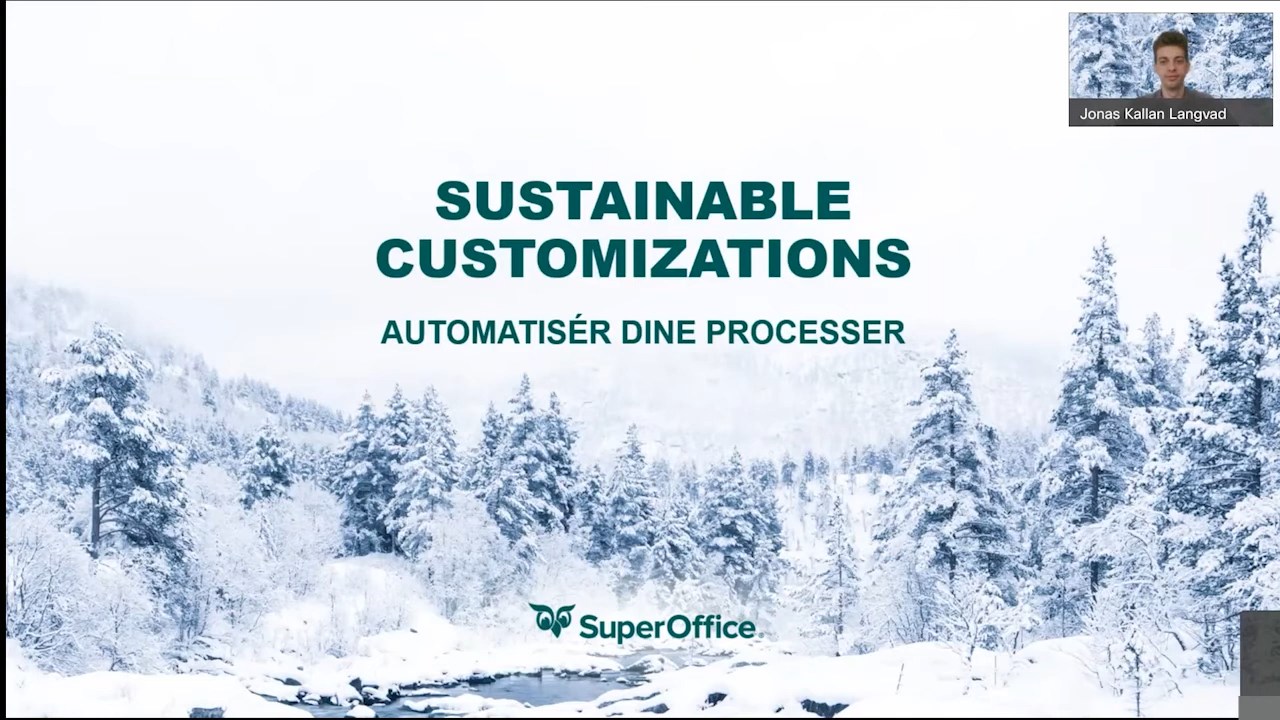 Jonas Kallan Langvad
SUSTAINABLE
CUSTOMIZATIONS
AUTOMATISÉR DINE PROCESSER
SuperOffice